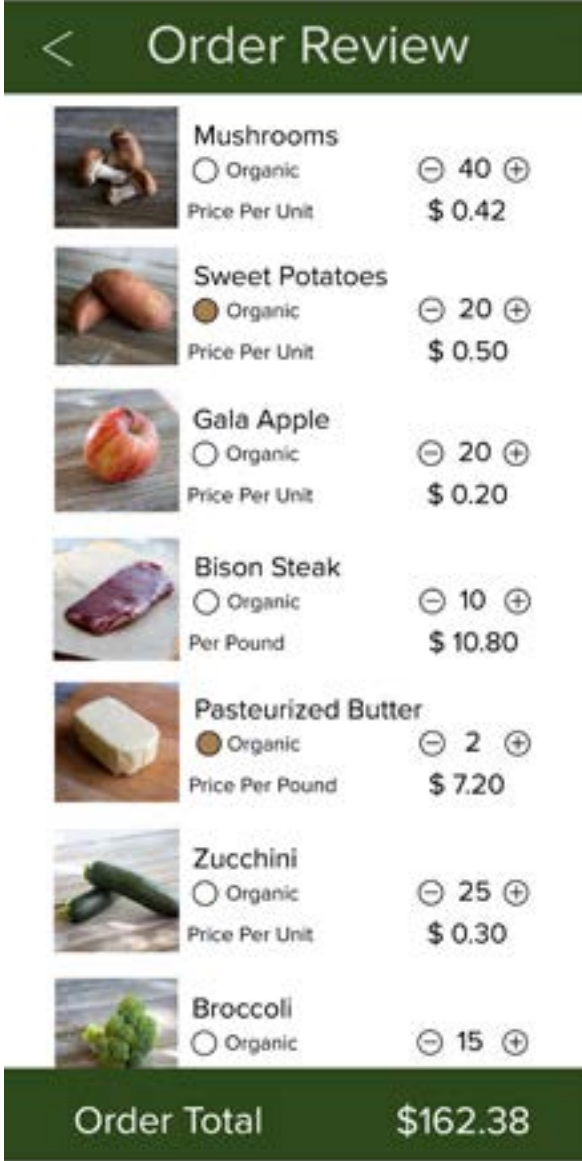 < Order Review
Mushrooms
Organic
40
Price Per Unit
$ 0.42
Sweet Potatoes
Organic
20
Price Per Unit
$ 0.50
Gala Apple
Organic
20
Price Per Unit
$ 0.20
Bison Steak
Organic
10
Per Pound
$ 10.80
Pasteurized Butter
Organic
2
Price Per Pound
$ 7.20
Zucchini
Organic
25
Price Per Unit
$ 0.30
Broccoli
Organic
15
Order Total
$162.38